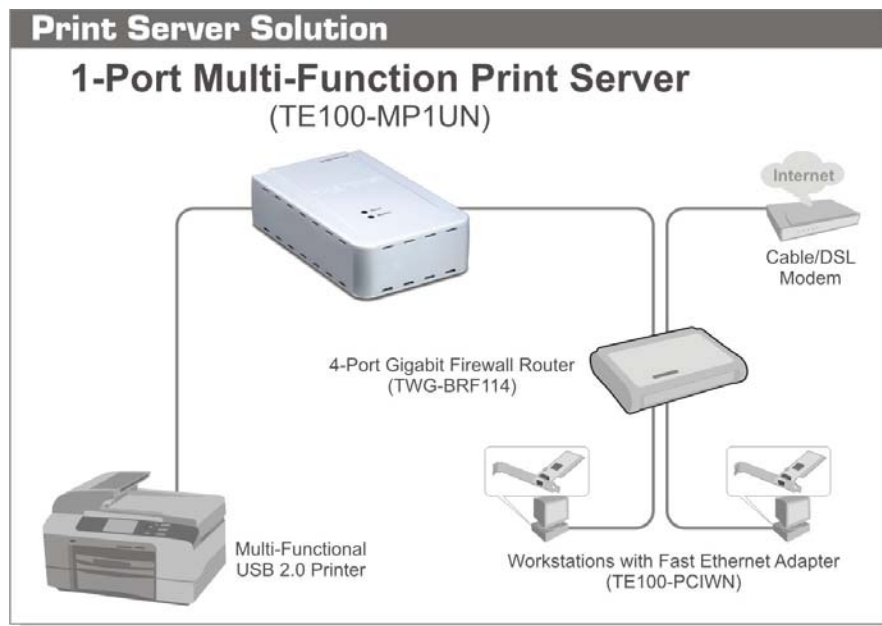 Print Server Solution
1-Port Multi-Function Print Server
(TE100-MP1UN)
Internet
Cable/DSL
Modem
4-Port Gigabit Firewall Router
(TWG-BRF114)
Multi-Functional
USB 2.0 Printer
Workstations with Fast Ethernet Adapter
(TE100-PCIWN)